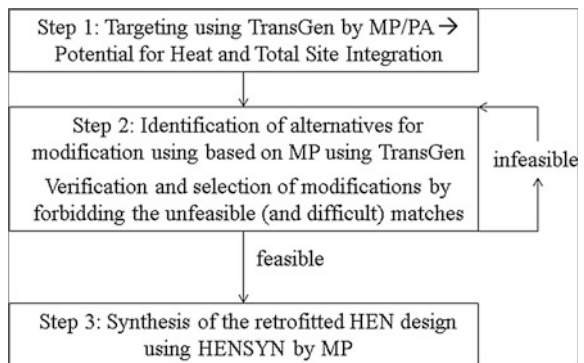 Step 1: Targeting using TransGen by MP/PA →
Potential for Heat and Total Site Integration
Step 2: Identification of alternatives for
modification using based on MP using TransGen
Verification and selection of modifications by
forbidding the unfeasible (and difficult) matches
infeasible
feasible
Step 3: Synthesis of the retrofitted HEN design
using HENSYN by MP